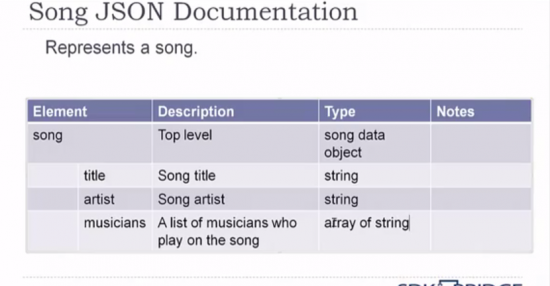 Song JSON Documentation
Represents a song.
Element Description Type Notes
song Top level song data
object
title Song title string
artist Song artist string
musicians A list of musicians who array of string
play on the song